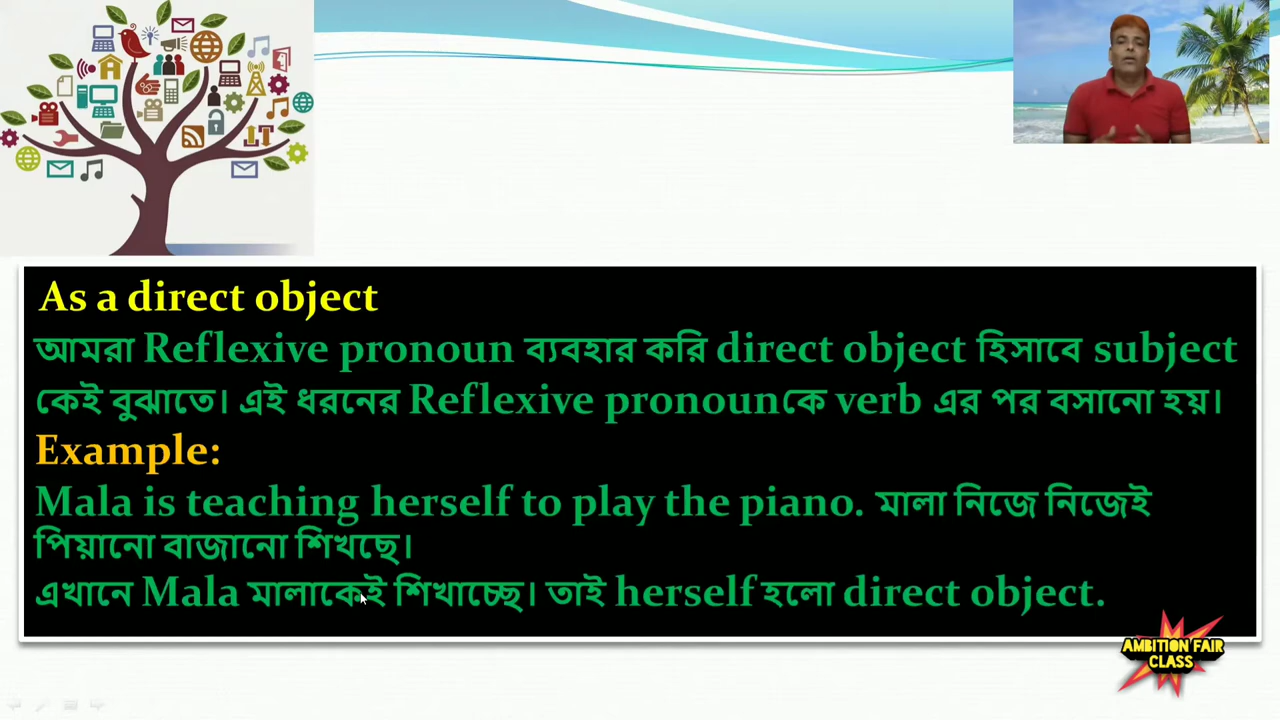 As a direct object
আমরা Reflexive pronoun ব্যবহার করি direct object হিসাবে subject
কেই বুঝাতে। এই ধরনের Reflexive pronounকে verb এর পর বসানো হয়।
Example:
Mala is teaching herself to play the piano. মালা নিজে নিজেই
পিয়ানো বাজানো শিখছে।
এখানে Mala মালাকেই শিখাচ্ছে। তাই herself হলো direct object.
AMBITION FAIR
CLASS